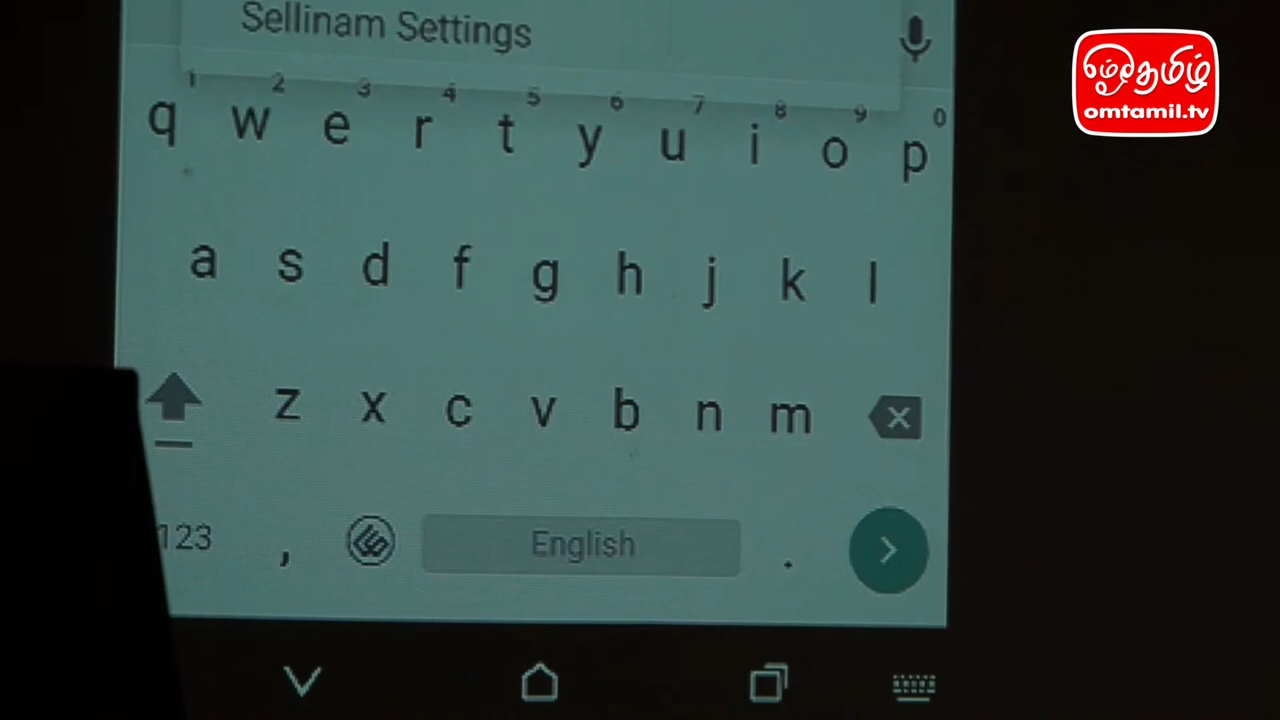 Sellinam Settings
ஓம்தமிழ்
omtamil.tv
1 2 3 4 5 6 7 8 9 0
q w e r t y u i o p
a s d f g h j k l
z x c v b n m
123 , English .